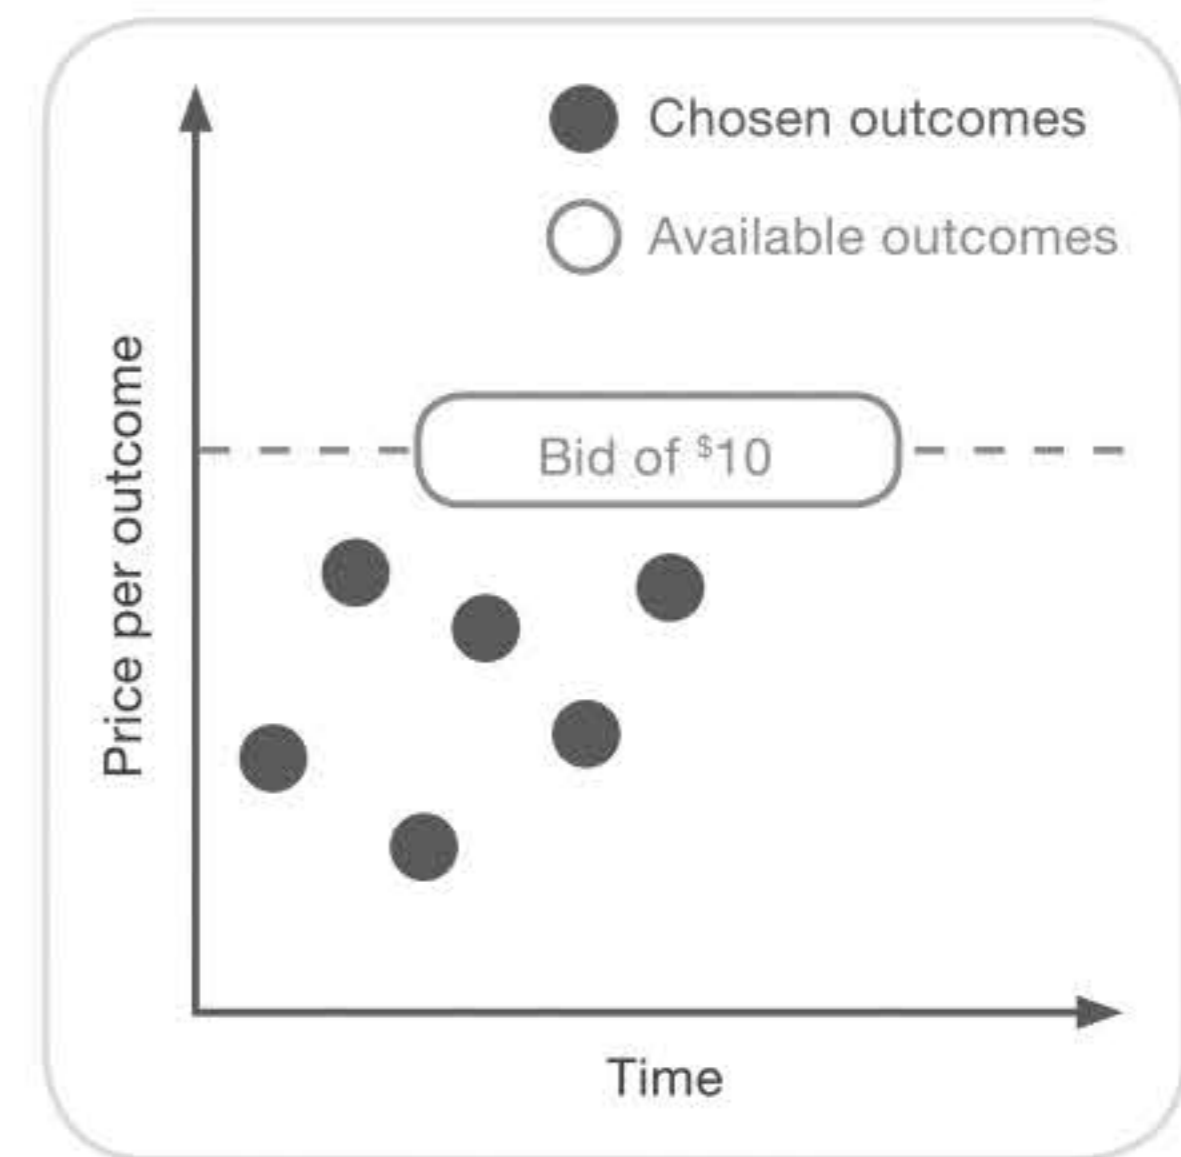 Chosen outcomes
Available outcomes
Price per outcome
Bid of $10
Time